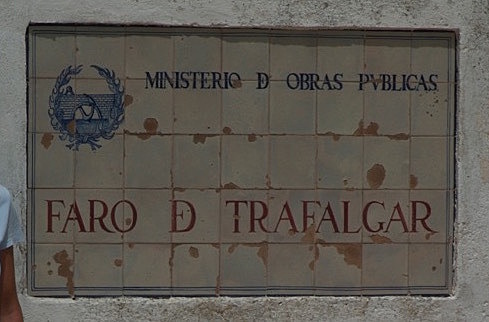 MINISTERIO D OBRAS PVBLICAS
FARO D TRAFALGAR